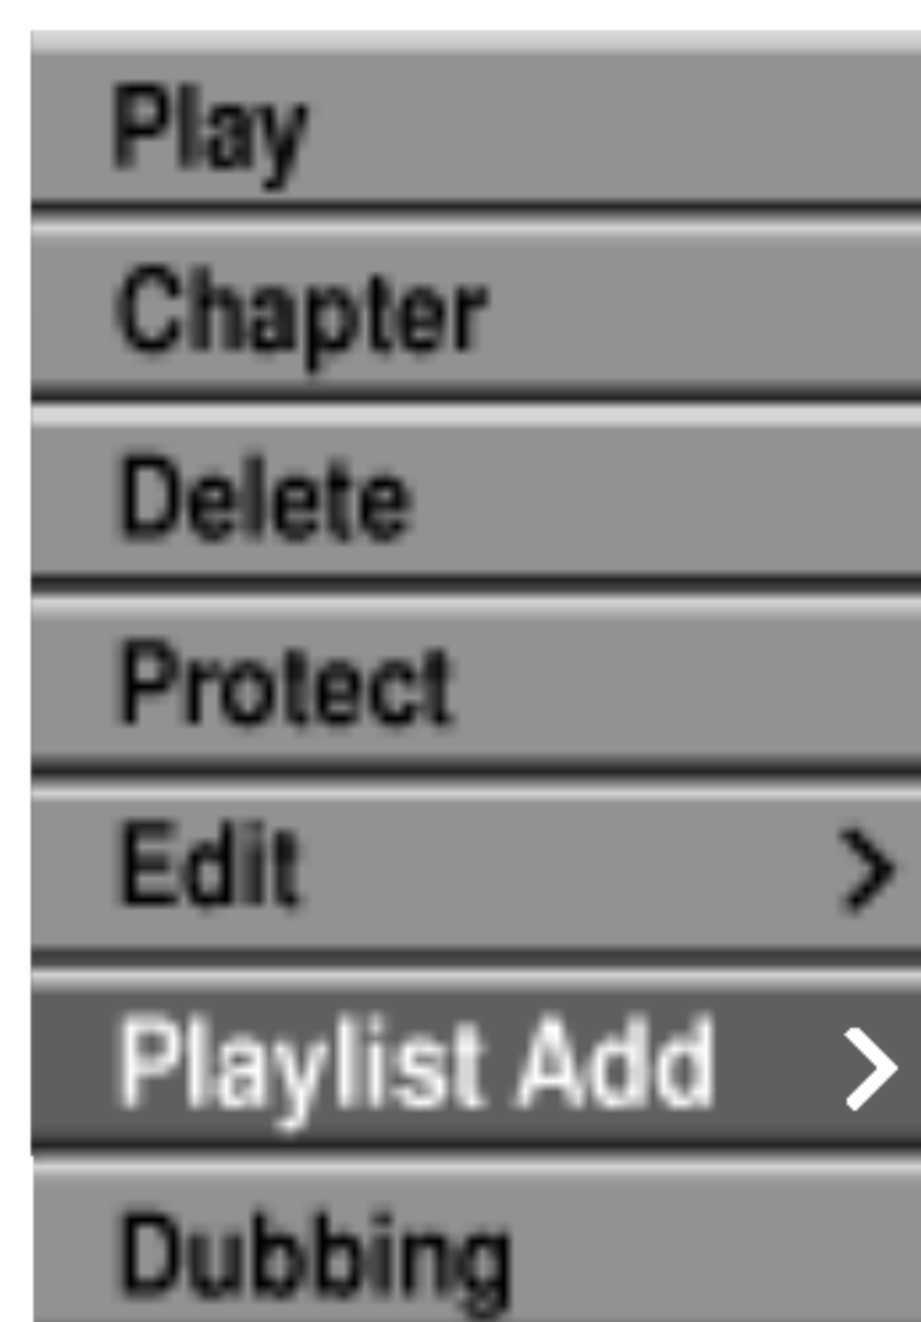 Play
Chapter
Delete
Protect
Edit >
Playlist Add >
Dubbing